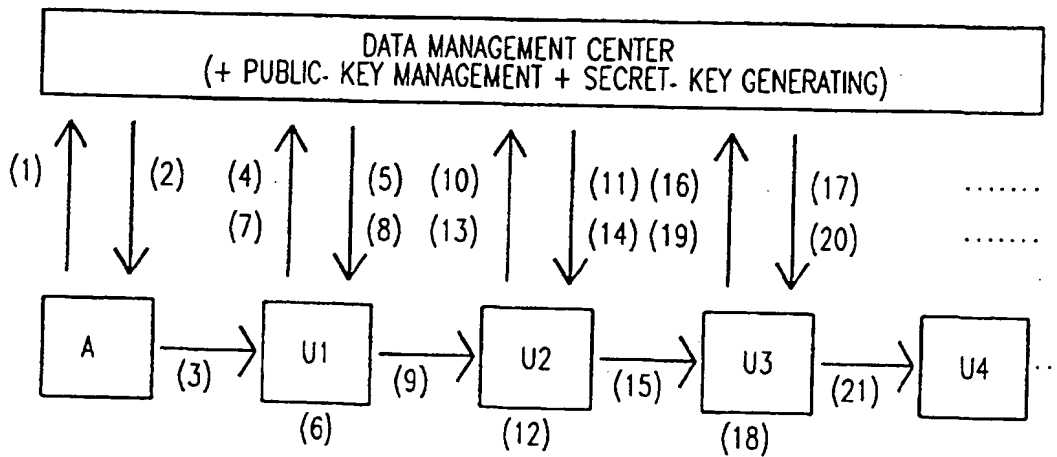 DATA MANAGEMENT CENTER
(+ PUBLIC- KEY MANAGEMENT + SECRET- KEY GENERATING)
(1) (2) (4) (5) (10) (11) (16) (17) .......
(7) (8) (13) (14) (19) (20) .......
A U1 U2 U3 U4 ..
(3) (9) (15) (21)
(6) (12) (18)